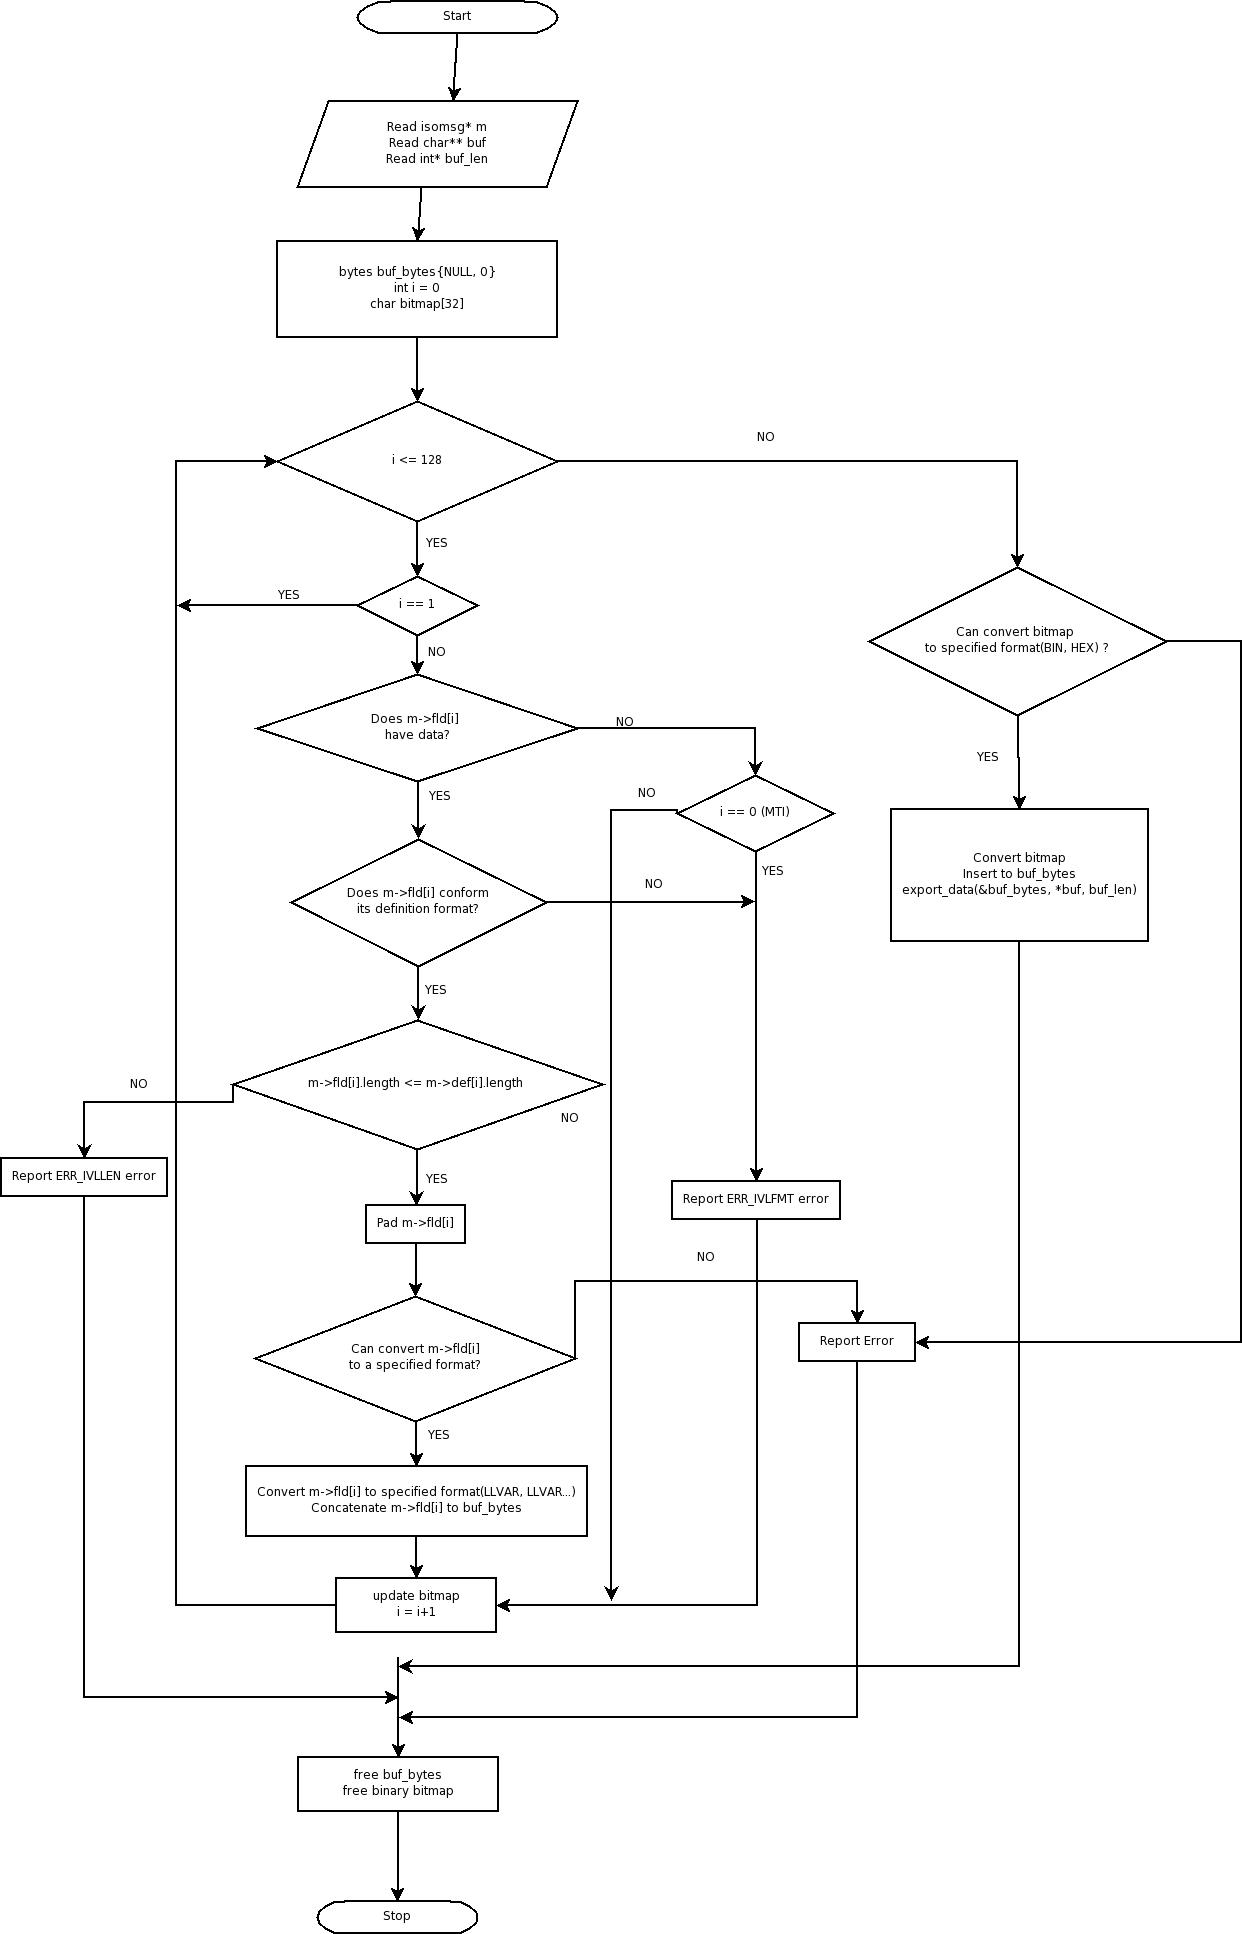 Start
Read isomsg* m
Read char** buf
Read int* buf_len
bytes buf_bytes{NULL, 0}
int i = 0
char bitmap[32]
NO
i <= 128
YES
YES
i == 1
NO
Can convert bitmap
to specified format(BIN, HEX) ?
Does m->fld[i]
have data?
NO
YES
YES
NO
i == 0 (MTI)
YES
Convert bitmap
Insert to buf_bytes
export_data(&buf_bytes, *buf, buf_len)
Does m->fld[i] conform
its definition format?
NO
YES
m->fld[i].length <= m->def[i].length
NO
NO
Report ERR_IVLLEN error
YES
Report ERR_IVLFMT error
Pad m->fld[i]
NO
Can convert m->fld[i]
to a specified format?
Report Error
YES
Convert m->fld[i] to specified format(LLVAR, LLVAR...)
Concatenate m->fld[i] to buf_bytes
update bitmap
i = i+1
free buf_bytes
free binary bitmap
Stop